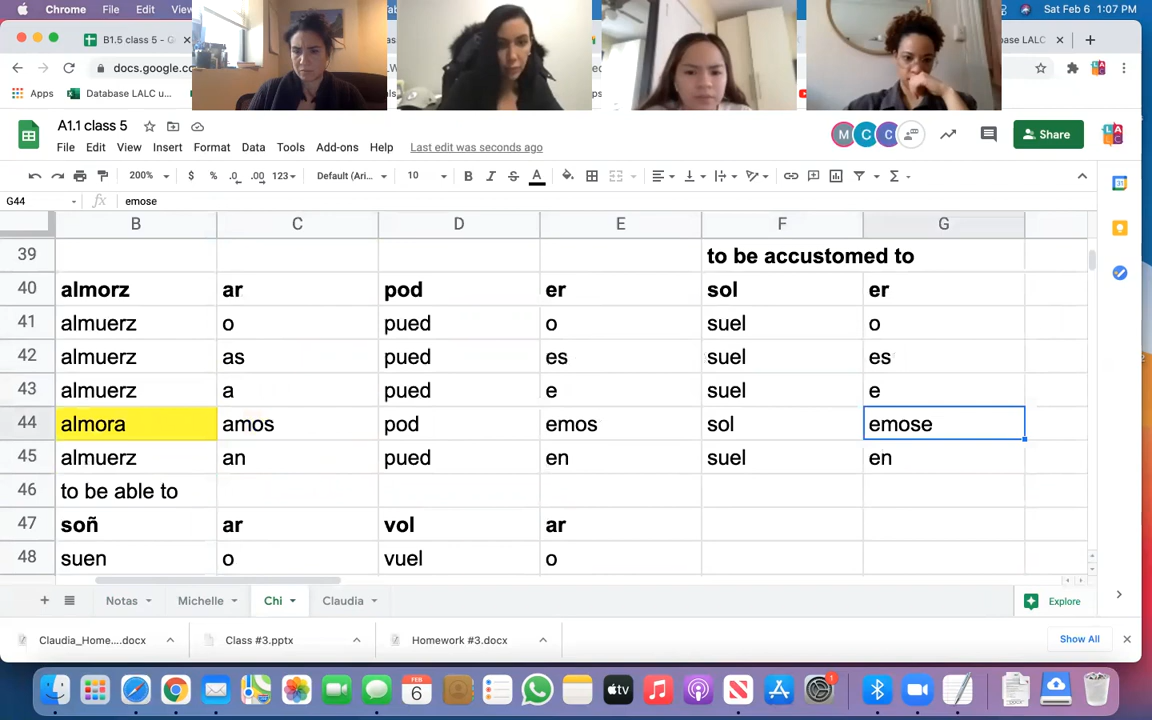 Chrome File Edit View Sat Feb 6 1:07 PM
B1.5 class 5 - G
docs.google.co
Apps Database LALC u...
A1.1 class 5
File Edit View Insert Format Data Tools Add-ons Help Last edit was seconds ago
M C C Share
200% $ % .0 .00 123 Default (Ari... 10 B I S A
G44 fx emose
B C D E F G
39 to be accustomed to
40 almorz ar pod er sol er
41 almuerz o pued o suel o
42 almuerz as pued es suel es
43 almuerz a pued e suel e
44 almora amos pod emos sol emose
45 almuerz an pued en suel en
46 to be able to
47 soñ ar vol ar
48 suen o vuel o
Notas Michelle Chi Claudia Explore
Claudia_Home....docx Class #3.pptx Homework #3.docx Show All
FEB 6 tv 1